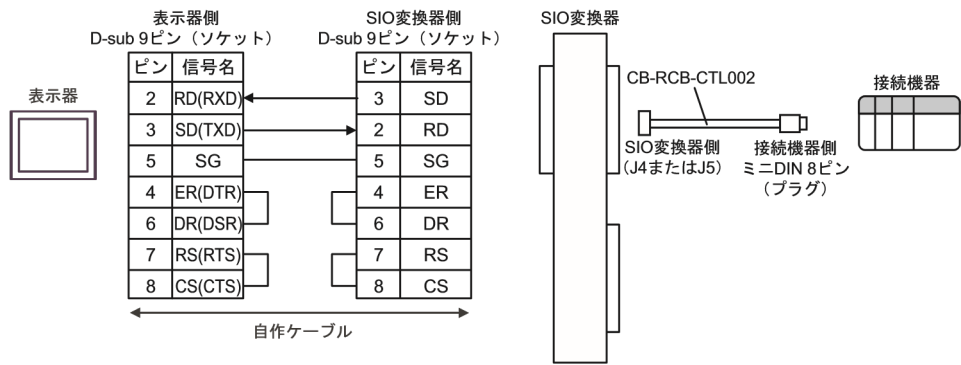 表示器
表示器側
D-sub 9ピン（ソケット）
ピン 信号名
2 RD(RXD)
3 SD(TXD)
5 SG
4 ER(DTR)
6 DR(DSR)
7 RS(RTS)
8 CS(CTS)
SIO変換器側
D-sub 9ピン（ソケット）
ピン 信号名
3 SD
2 RD
5 SG
4 ER
6 DR
7 RS
8 CS
自作ケーブル
SIO変換器
CB-RCB-CTL002
SIO変換器側
（J4またはJ5）
接続機器側
ミニDIN 8ピン
（プラグ）
接続機器